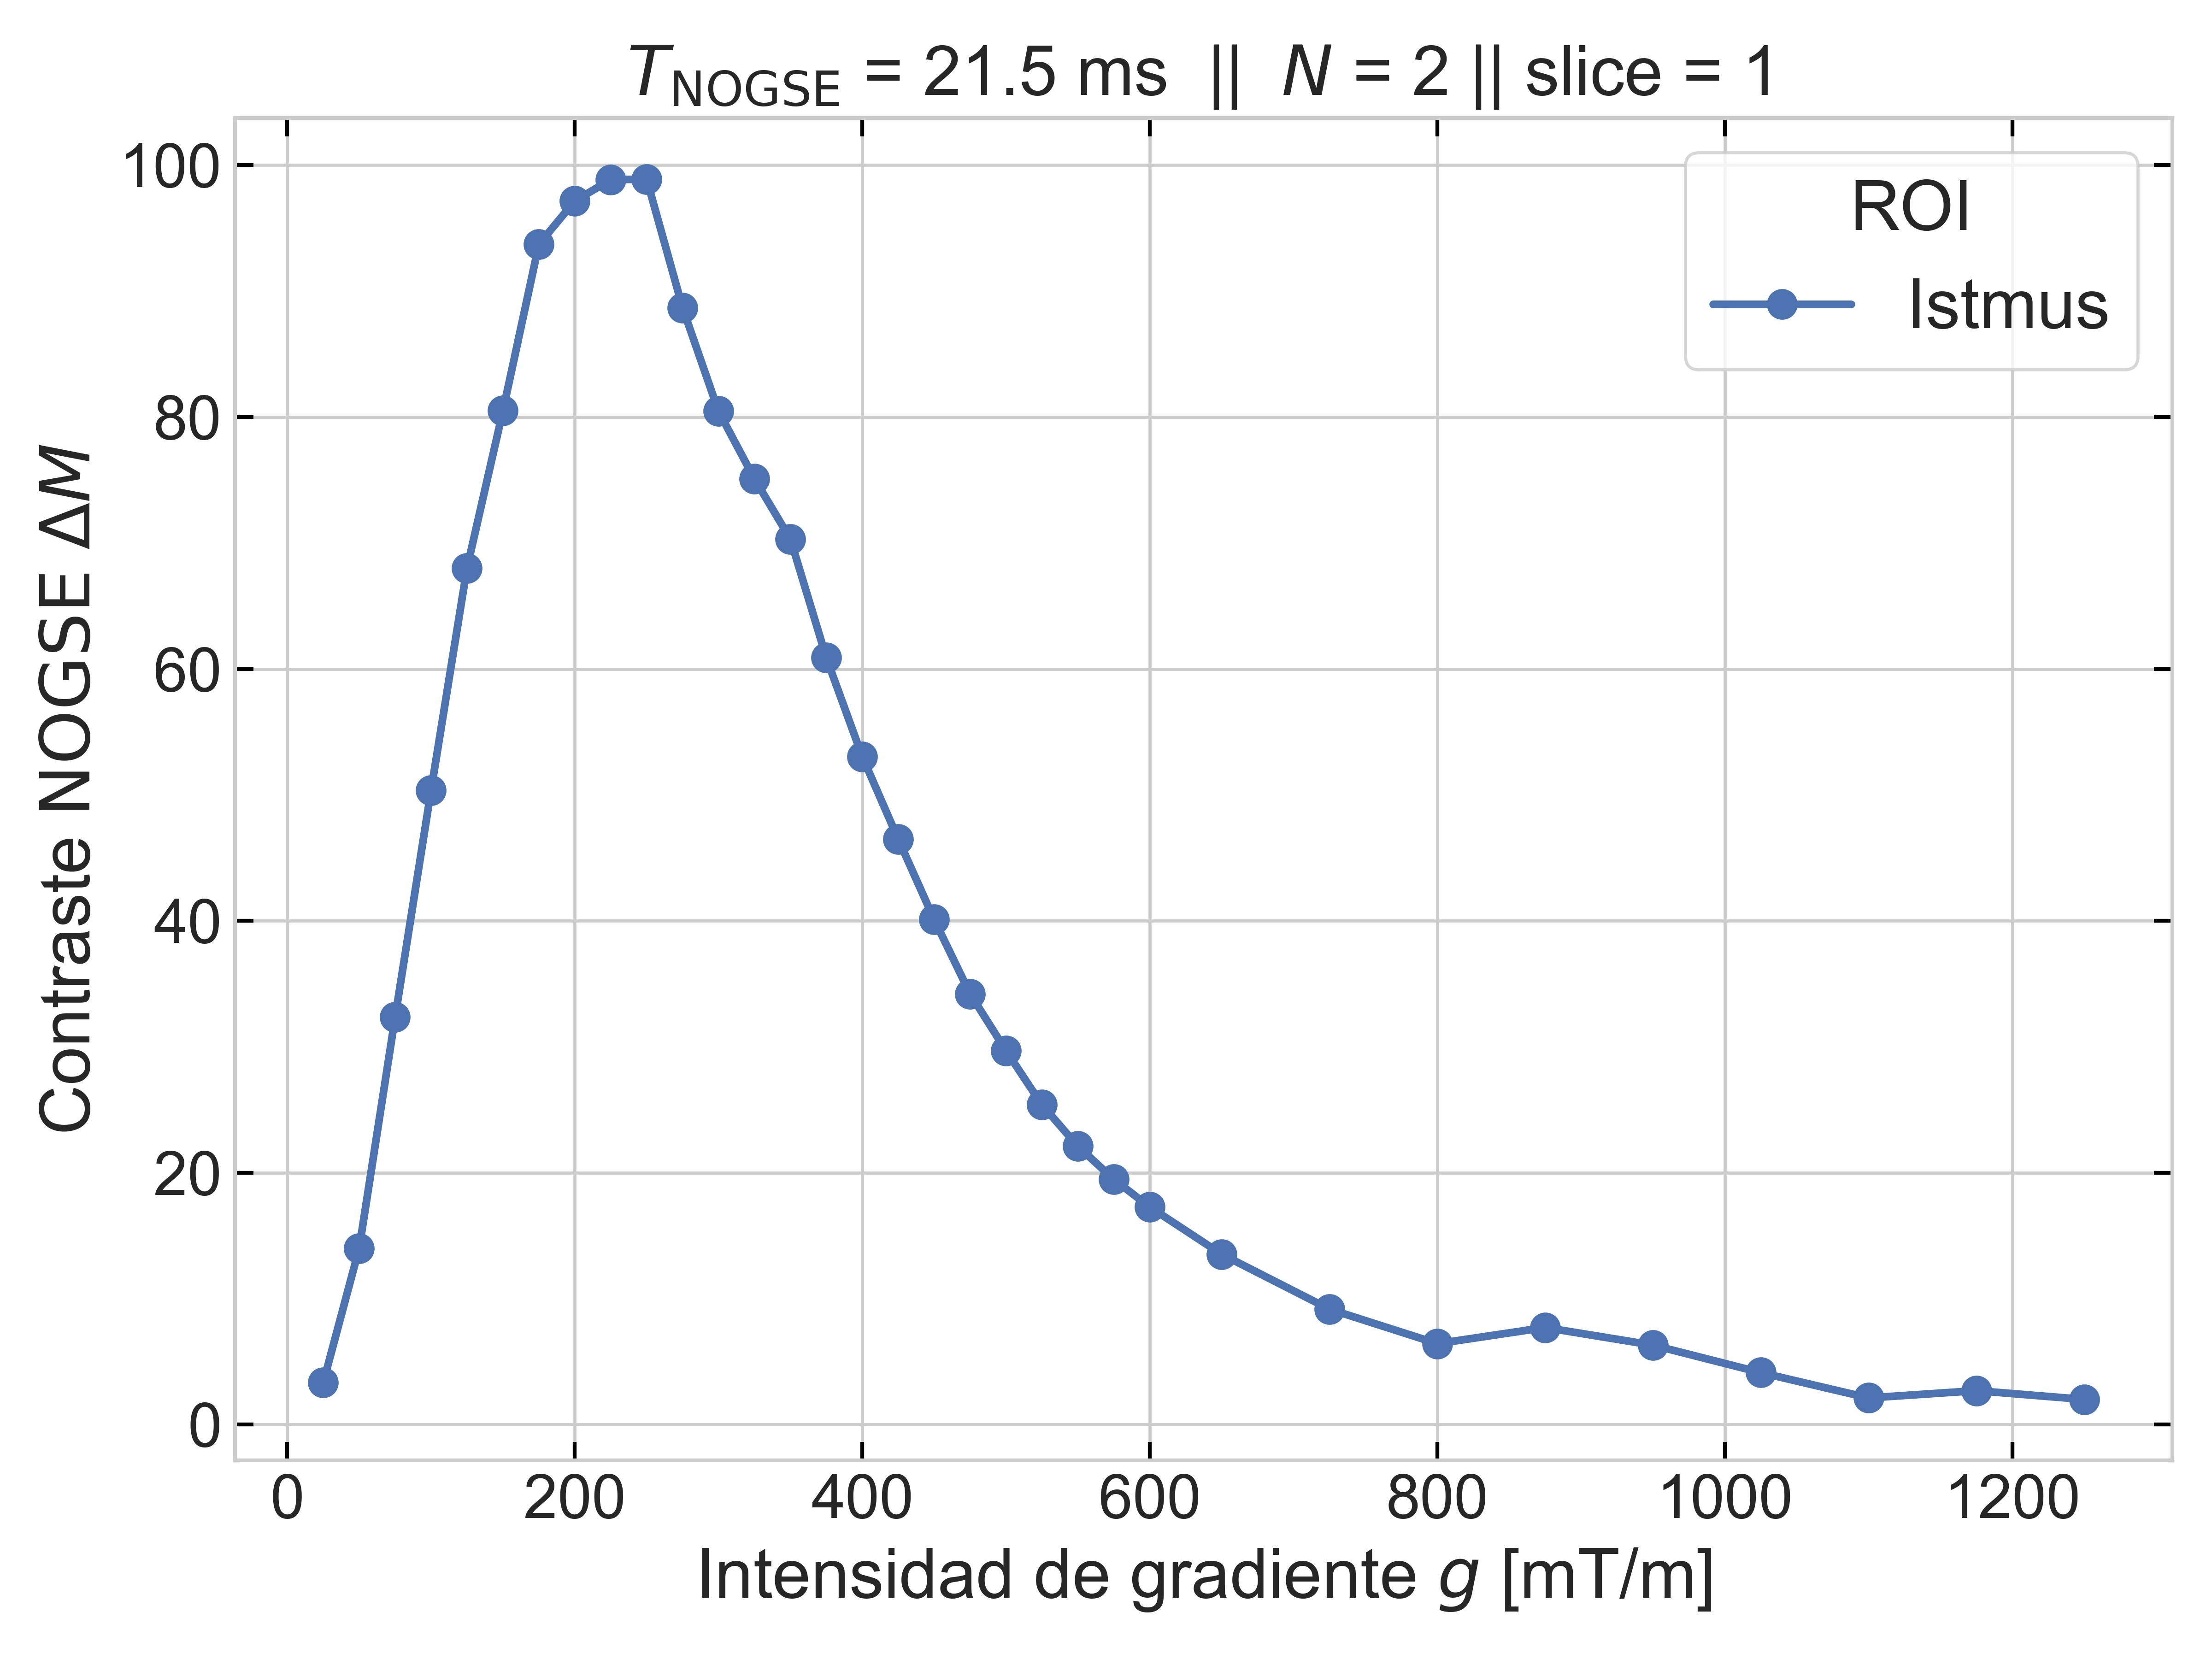 T_NOGSE = 21.5 ms || N = 2 || slice = 1
100
80
60
40
20
0
Contraste NOGSE ΔM
ROI
Istmus
0 200 400 600 800 1000 1200
Intensidad de gradiente g [mT/m]